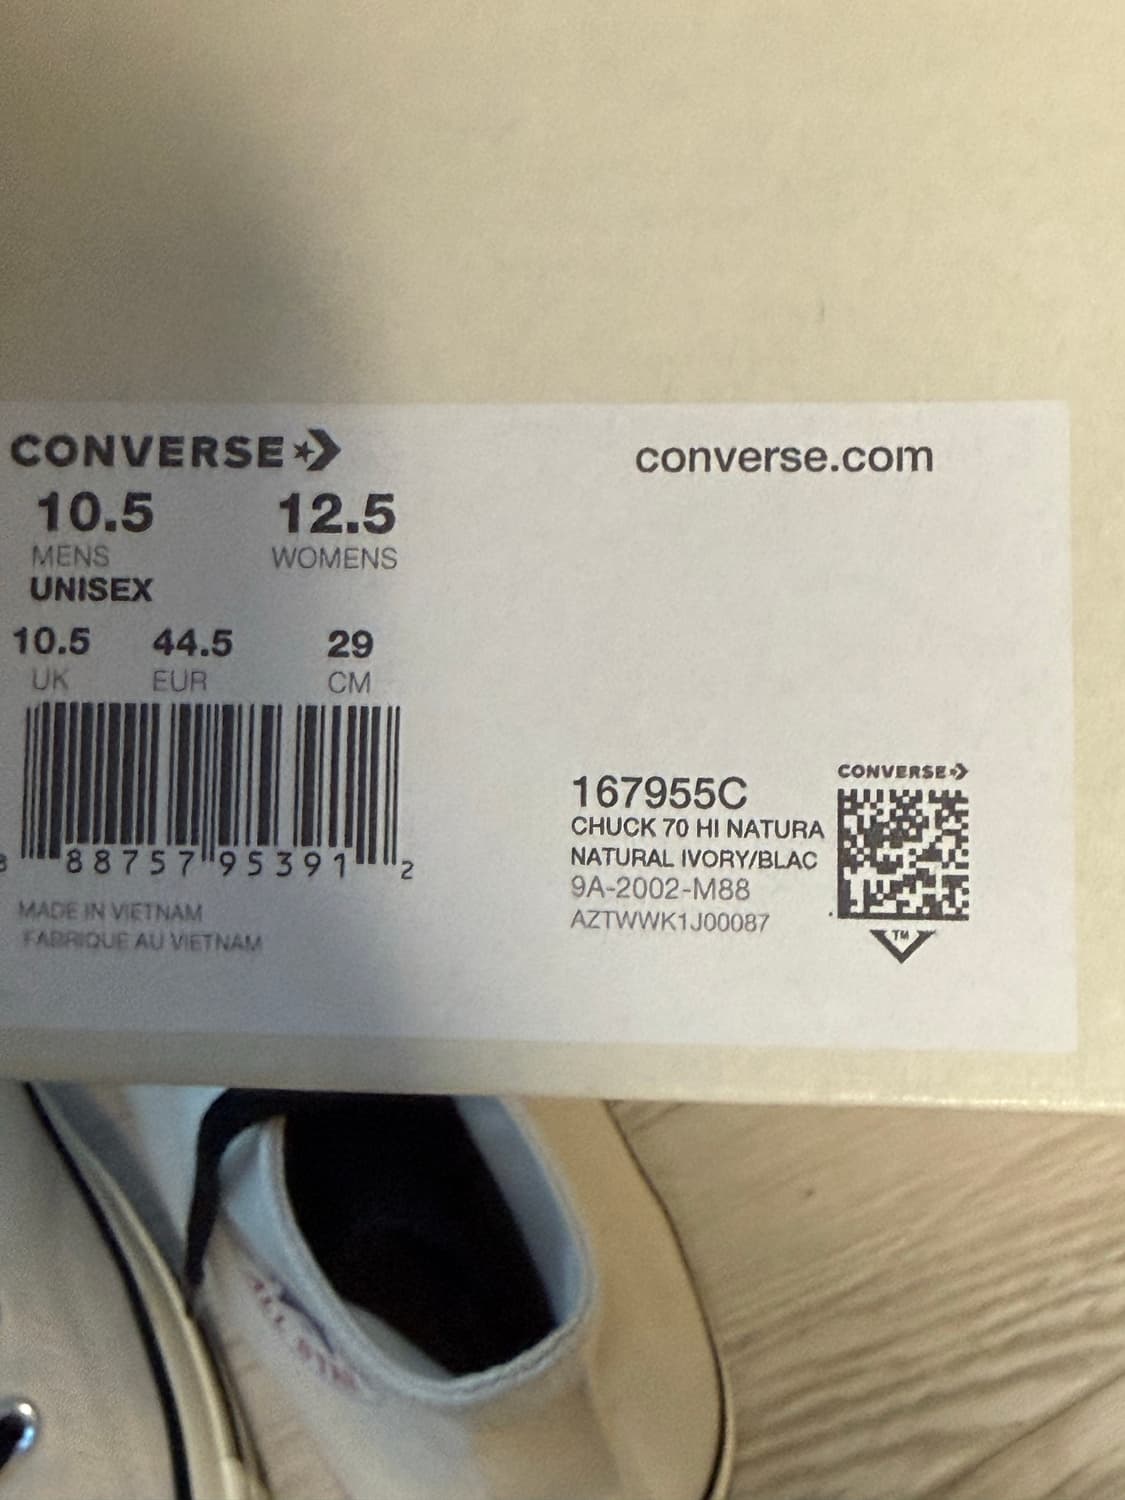 CONVERSE
converse.com
10.5 12.5
MENS WOMENS
UNISEX
10.5 44.5 29
UK EUR CM
88757 95391 2
MADE IN VIETNAM
FABRIQUE AU VIETNAM
CONVERSE
167955C
CHUCK 70 HI NATURA
NATURAL IVORY/BLAC
9A-2002-M88
AZTWWK1J00087
TM
ALL STAR